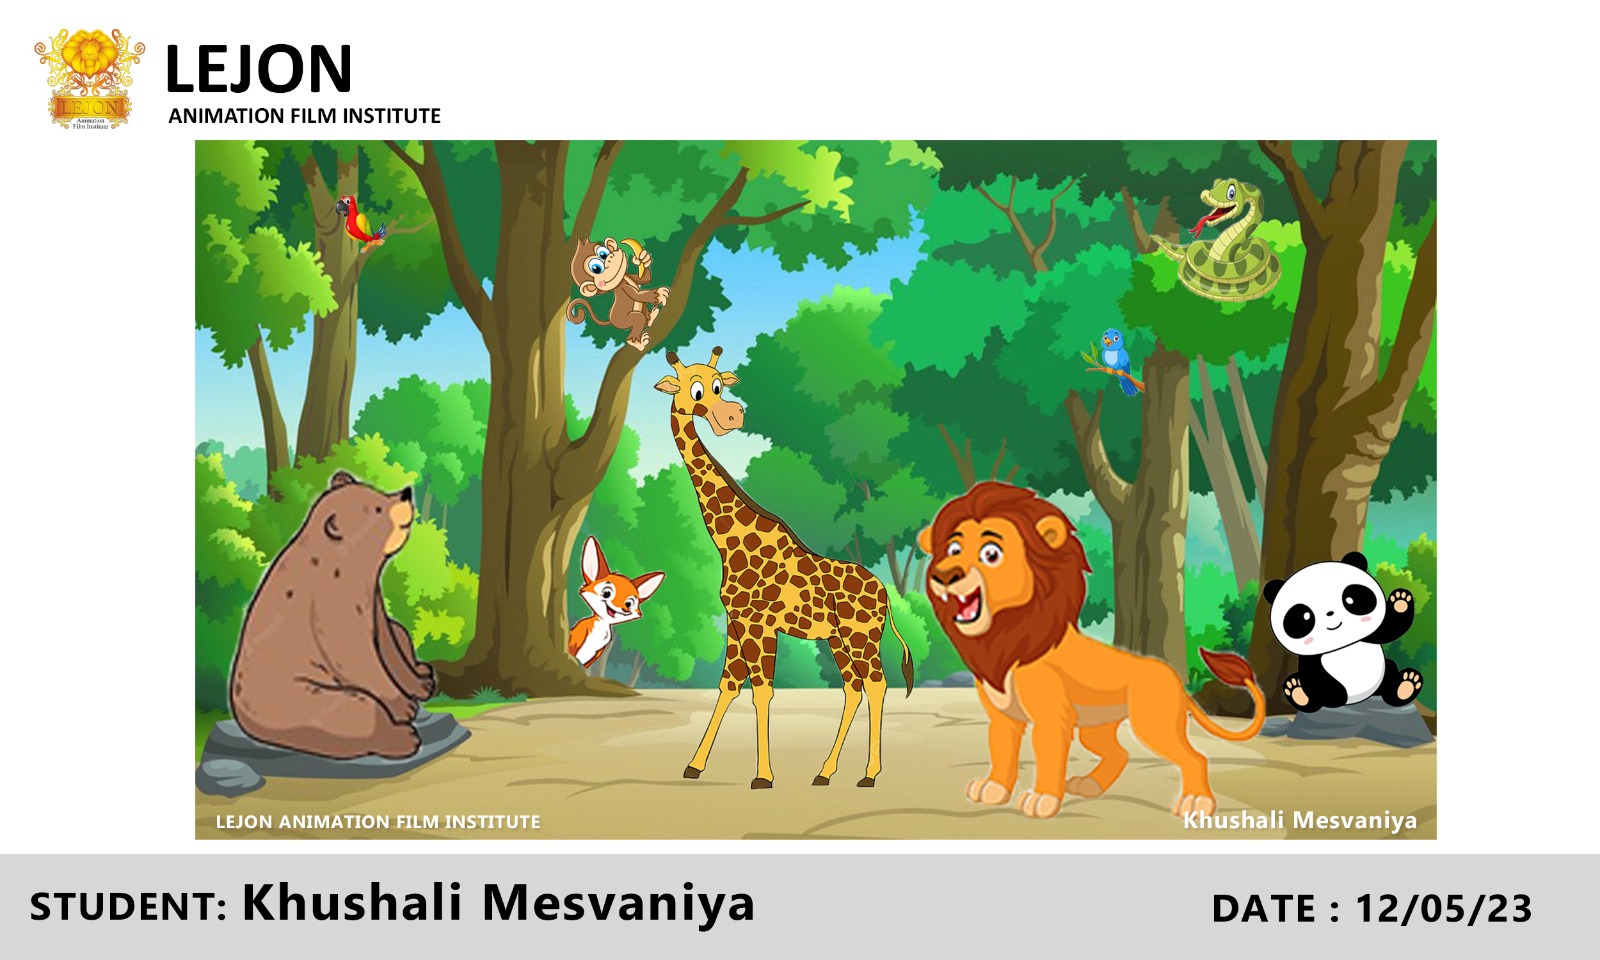 LEJON
ANIMATION FILM INSTITUTE
LEJON
Animation
Film Institute
LEJON ANIMATION FILM INSTITUTE
Khushali Mesvaniya
STUDENT: Khushali Mesvaniya
DATE : 12/05/23